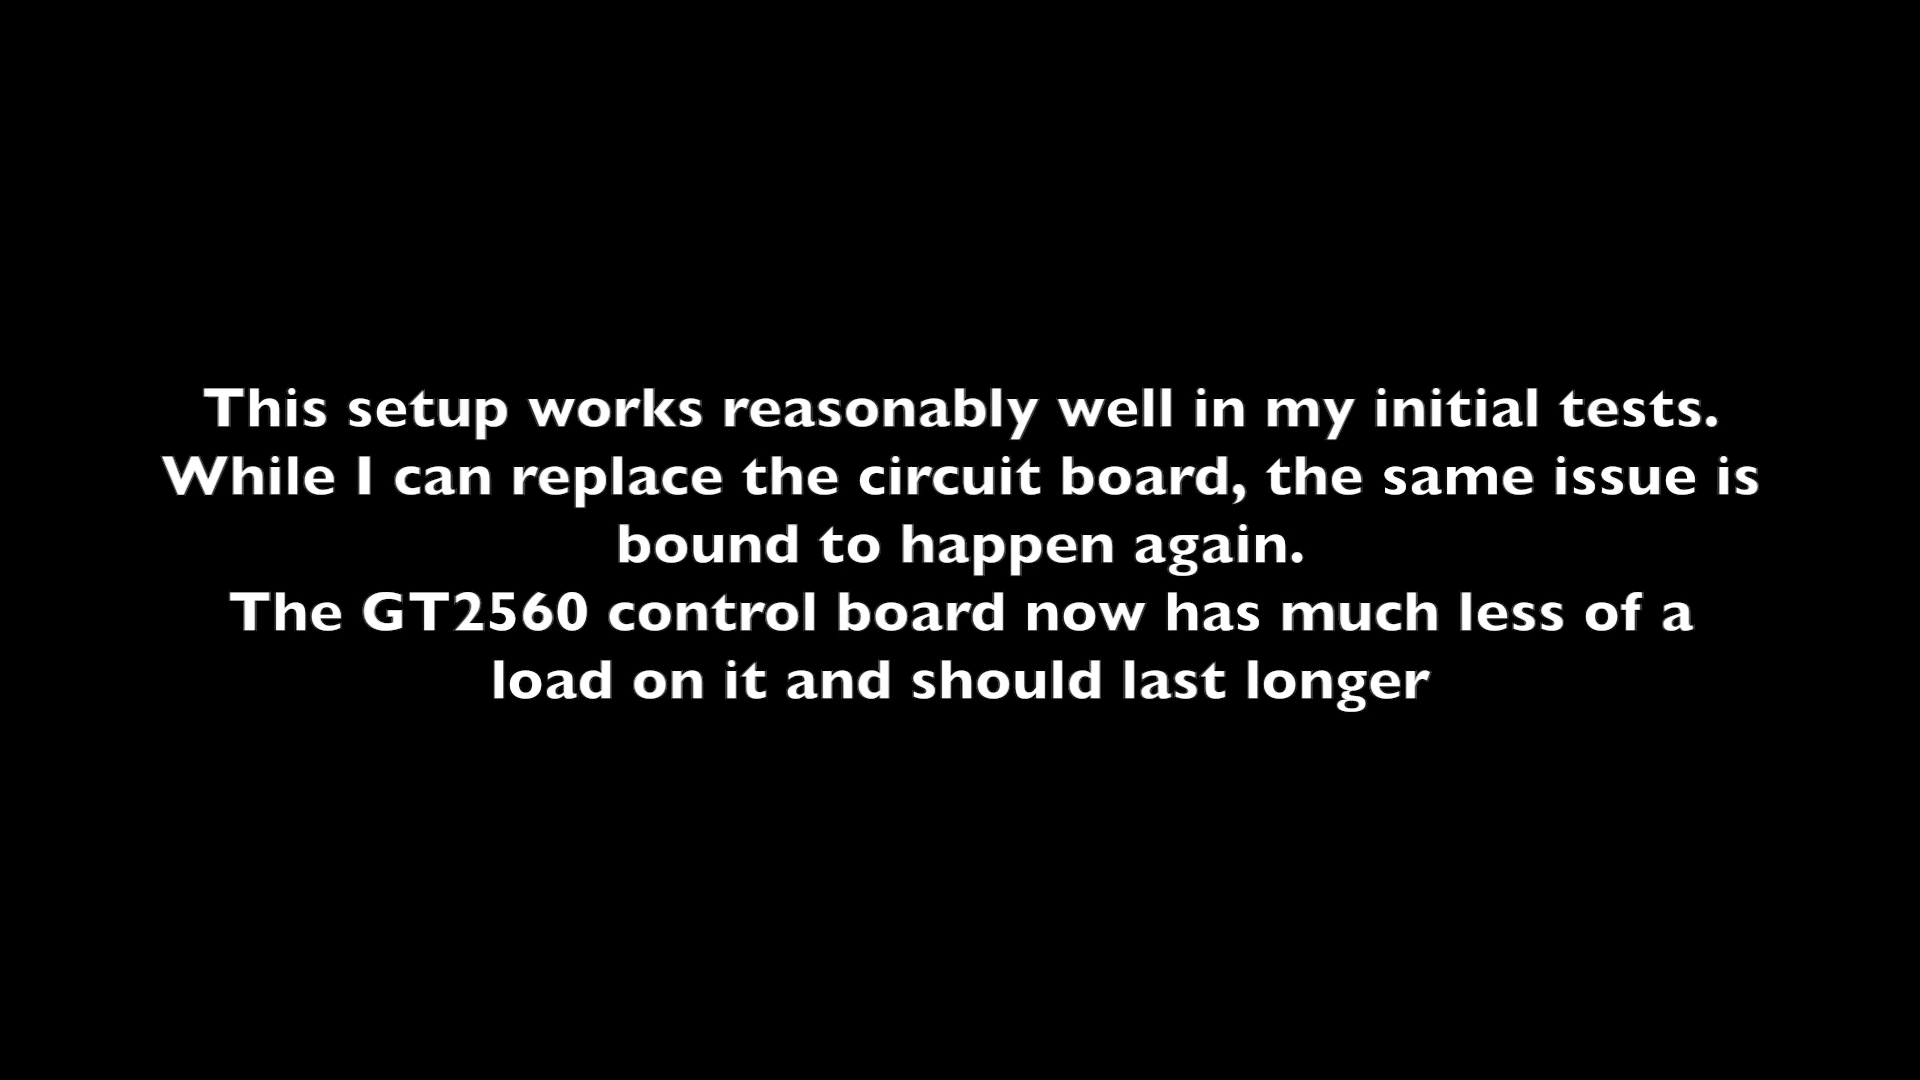 This setup works reasonably well in my initial tests.
While I can replace the circuit board, the same issue is
bound to happen again.
The GT2560 control board now has much less of a
load on it and should last longer